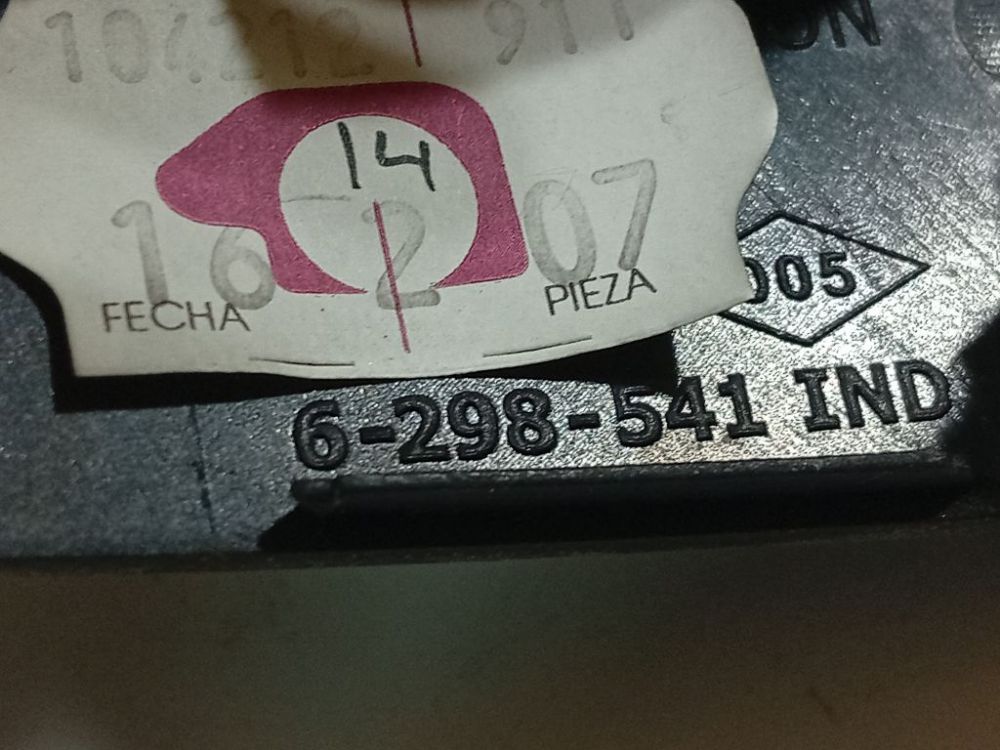 104212 911
14
16 - 2 07
FECHA PIEZA
005
6-298-541 IND